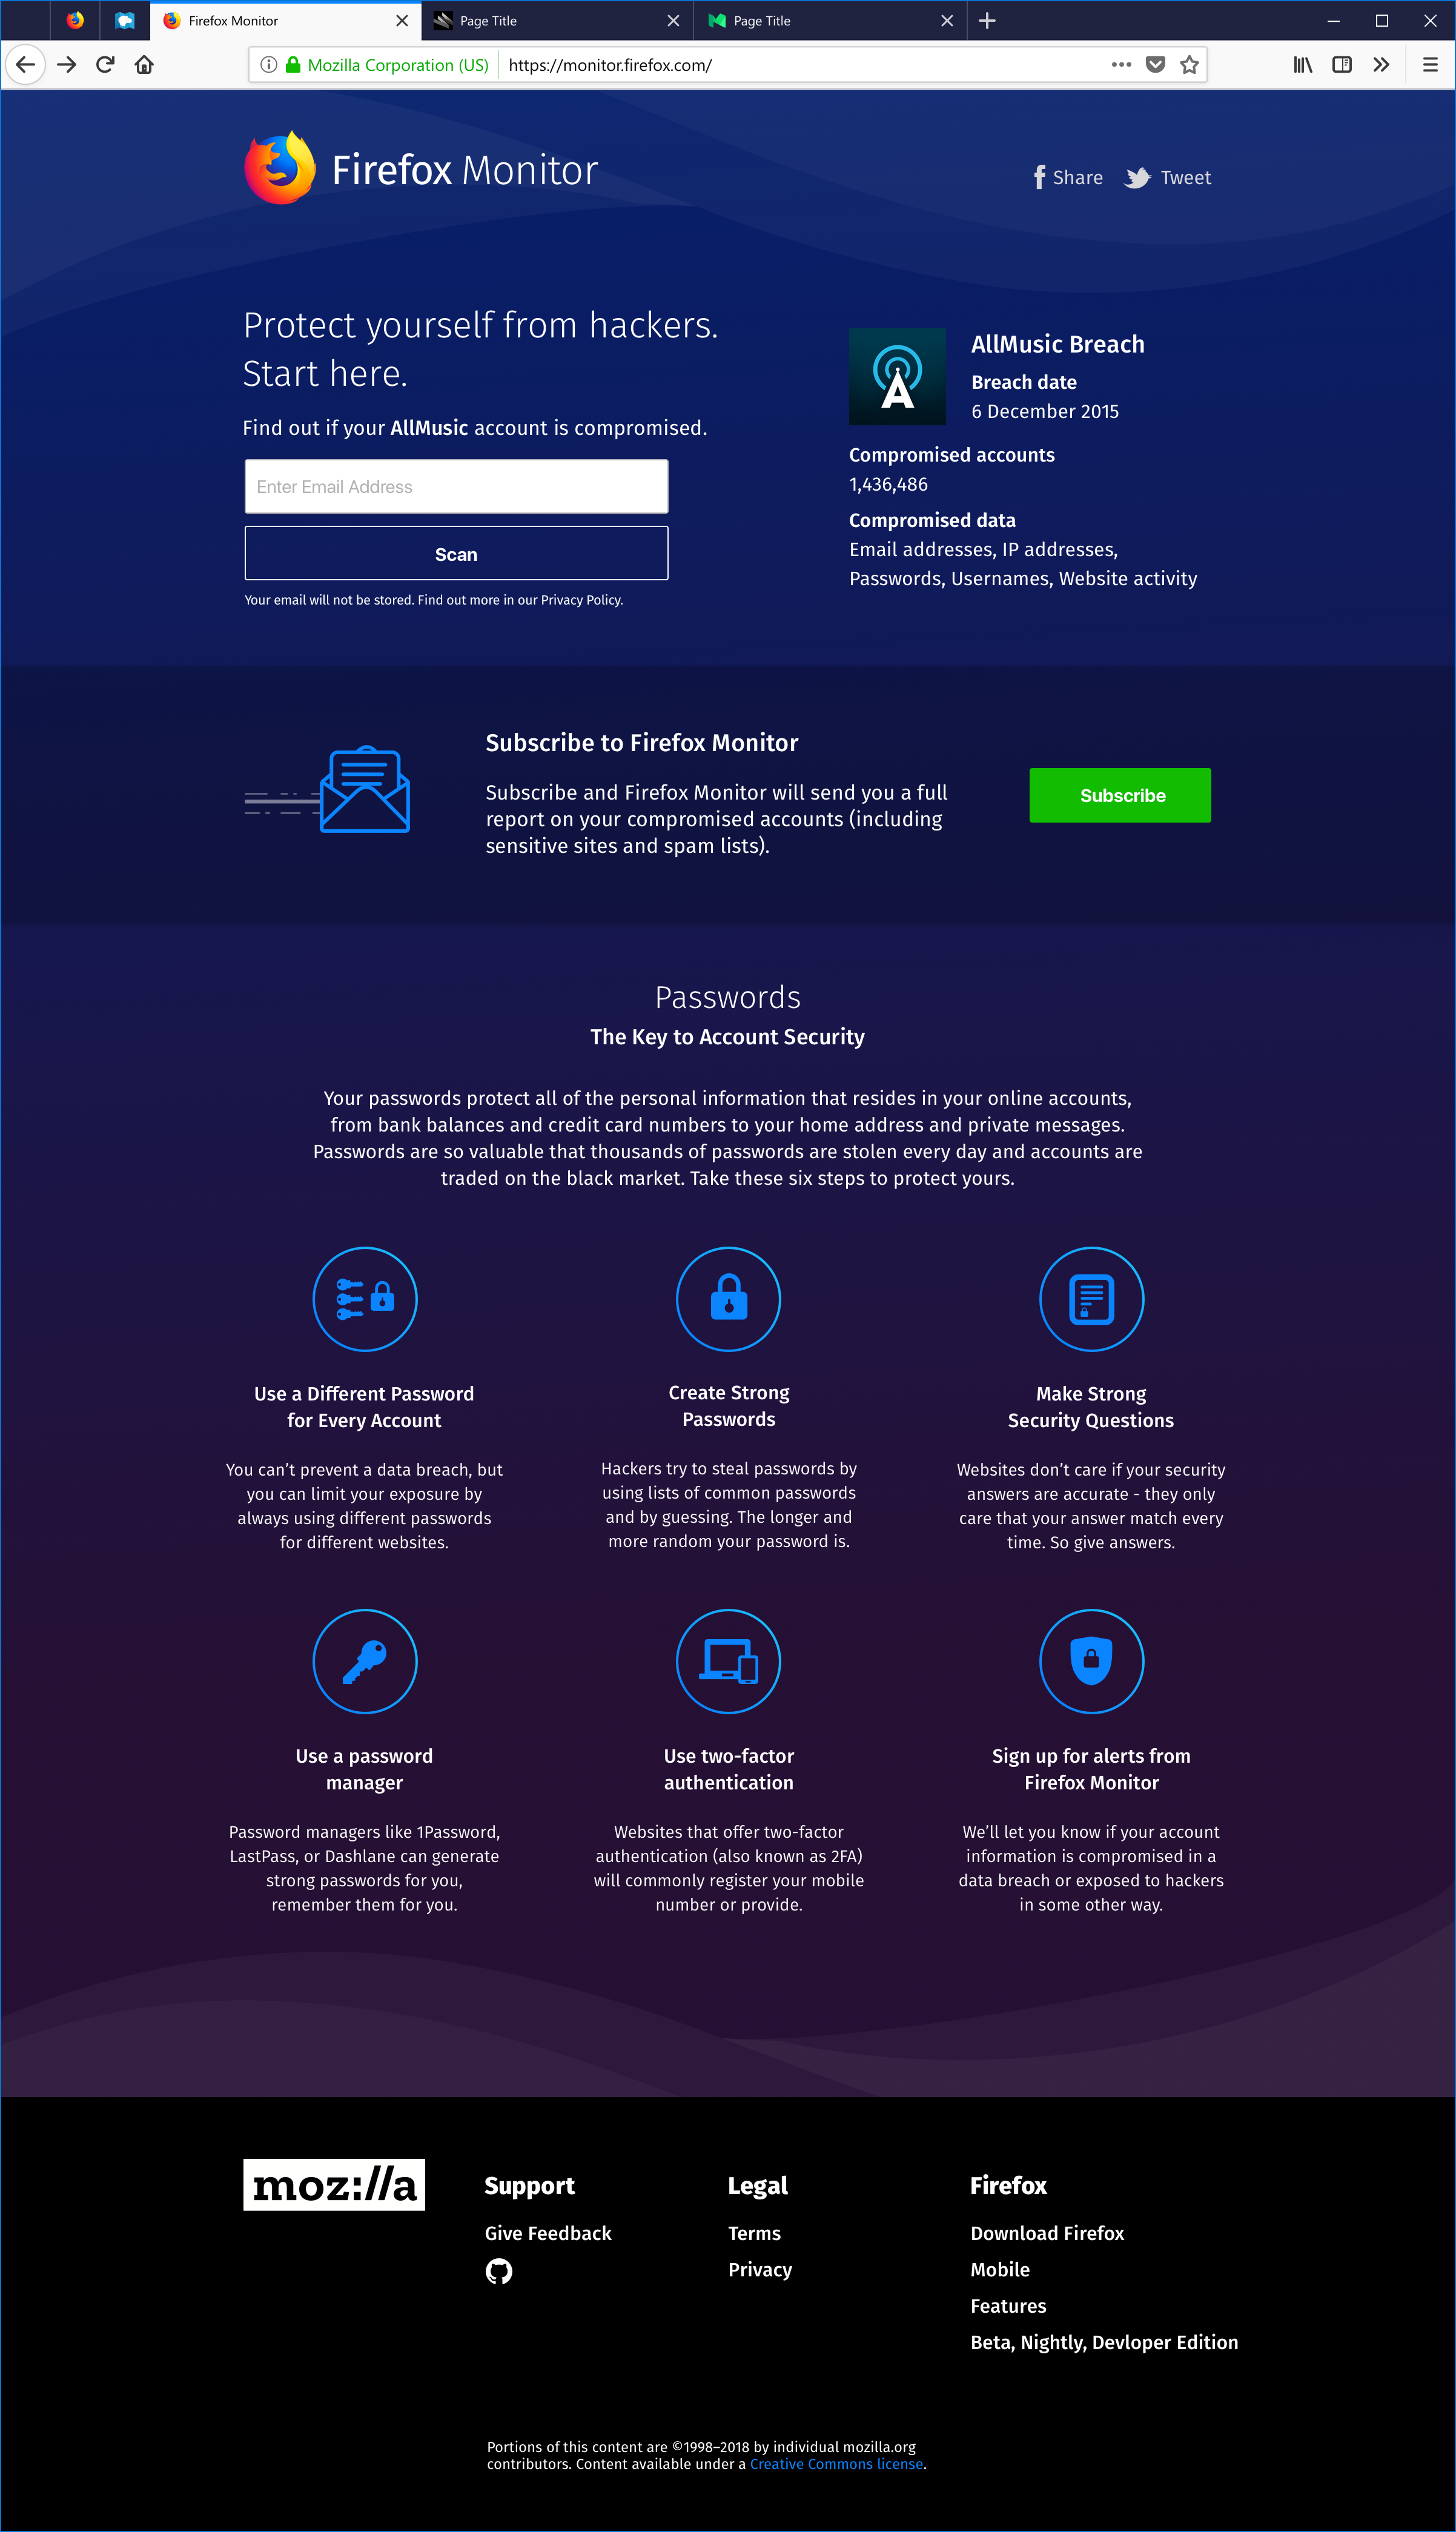 Firefox Monitor
Page Title
Page Title
Mozilla Corporation (US)
https://monitor.firefox.com/
Firefox Monitor
Share
Tweet
Protect yourself from hackers.
Start here.
Find out if your AllMusic account is compromised.
Enter Email Address
Scan
Your email will not be stored. Find out more in our Privacy Policy.
A
AllMusic Breach
Breach date
6 December 2015
Compromised accounts
1,436,486
Compromised data
Email addresses, IP addresses,
Passwords, Usernames, Website activity
Subscribe to Firefox Monitor
Subscribe and Firefox Monitor will send you a full
report on your compromised accounts (including
sensitive sites and spam lists).
Subscribe
Passwords
The Key to Account Security
Your passwords protect all of the personal information that resides in your online accounts,
from bank balances and credit card numbers to your home address and private messages.
Passwords are so valuable that thousands of passwords are stolen every day and accounts are
traded on the black market. Take these six steps to protect yours.
Use a Different Password
for Every Account
You can’t prevent a data breach, but
you can limit your exposure by
always using different passwords
for different websites.
Create Strong
Passwords
Hackers try to steal passwords by
using lists of common passwords
and by guessing. The longer and
more random your password is.
Make Strong
Security Questions
Websites don’t care if your security
answers are accurate - they only
care that your answer match every
time. So give answers.
Use a password
manager
Password managers like 1Password,
LastPass, or Dashlane can generate
strong passwords for you,
remember them for you.
Use two-factor
authentication
Websites that offer two-factor
authentication (also known as 2FA)
will commonly register your mobile
number or provide.
Sign up for alerts from
Firefox Monitor
We’ll let you know if your account
information is compromised in a
data breach or exposed to hackers
in some other way.
moz://a
Support
Give Feedback
Legal
Terms
Privacy
Firefox
Download Firefox
Mobile
Features
Beta, Nightly, Devloper Edition
Portions of this content are ©1998–2018 by individual mozilla.org
contributors. Content available under a Creative Commons license.